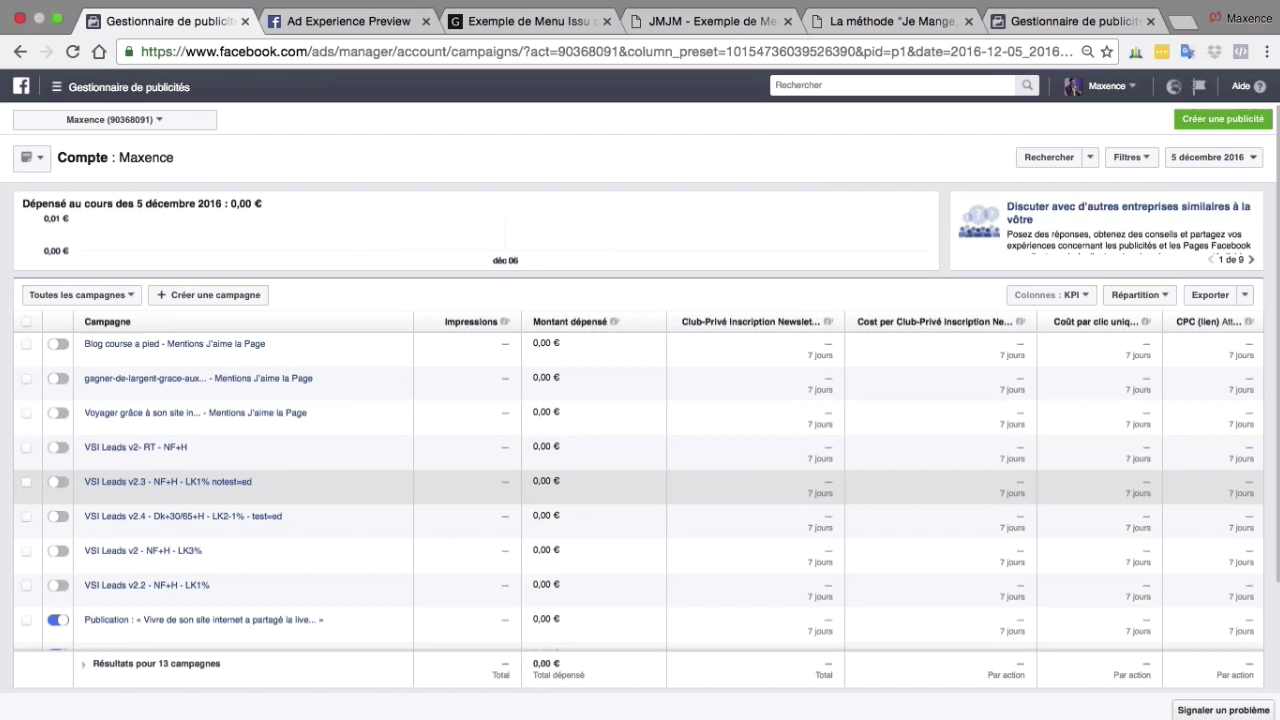 Gestionnaire de publicit
Ad Experience Preview
Exemple de Menu Issu
JMJM - Exemple de Me
La méthode "Je Mange,
Gestionnaire de publicit
Maxence
https://www.facebook.com/ads/manager/account/campaigns/?act=90368091&column_preset=10154736039526390&pid=p1&date=2016-12-05_2016...
Gestionnaire de publicités
Rechercher
Maxence
Aide
Maxence (90368091)
Créer une publicité
Compte : Maxence
Rechercher
Filtres
5 décembre 2016
Dépensé au cours des 5 décembre 2016 : 0,00 €
0,01 €
0,00 €
déc 06
Discuter avec d'autres entreprises similaires à la
vôtre
Posez des réponses, obtenez des conseils et partagez vos
expériences concernant les publicités et les Pages Facebook
1 de 9
Toutes les campagnes
+ Créer une campagne
Colonnes : KPI
Répartition
Exporter
Campagne
Impressions
Montant dépensé
Club-Privé Inscription Newslet...
Cost per Club-Privé Inscription Ne...
Coût par clic uniq...
CPC (lien) Att...
Blog course a pied - Mentions J'aime la Page
—
0,00 €
— — — —
7 jours 7 jours 7 jours 7 jours
gagner-de-largent-grace-aux... - Mentions J'aime la Page
—
0,00 €
— — — —
7 jours 7 jours 7 jours 7 jours
Voyager grâce à son site in... - Mentions J'aime la Page
—
0,00 €
— — — —
7 jours 7 jours 7 jours 7 jours
VSI Leads v2- RT - NF+H
—
0,00 €
— — — —
7 jours 7 jours 7 jours 7 jours
VSI Leads v2.3 - NF+H - LK1% notest=ed
—
0,00 €
— — — —
7 jours 7 jours 7 jours 7 jours
VSI Leads v2.4 - Dk+30/65+H - LK2-1% - test=ed
—
0,00 €
— — — —
7 jours 7 jours 7 jours 7 jours
VSI Leads v2 - NF+H - LK3%
—
0,00 €
— — — —
7 jours 7 jours 7 jours 7 jours
VSI Leads v2.2 - NF+H - LK1%
—
0,00 €
— — — —
7 jours 7 jours 7 jours 7 jours
Publication : « Vivre de son site internet a partagé la live... »
—
0,00 €
— — — —
7 jours 7 jours 7 jours 7 jours
Résultats pour 13 campagnes
—
0,00 €
— — — —
Total Total dépensé Total Par action Par action Par action
Signaler un problème